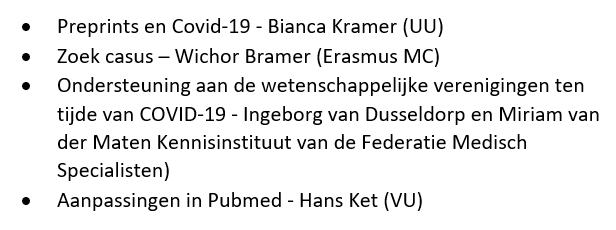 • Preprints en Covid-19 - Bianca Kramer (UU)
• Zoek casus – Wichor Bramer (Erasmus MC)
• Ondersteuning aan de wetenschappelijke verenigingen ten
tijde van COVID-19 - Ingeborg van Dusseldorp en Miriam van
der Maten Kennisinstituut van de Federatie Medisch
Specialisten)
• Aanpassingen in Pubmed - Hans Ket (VU)